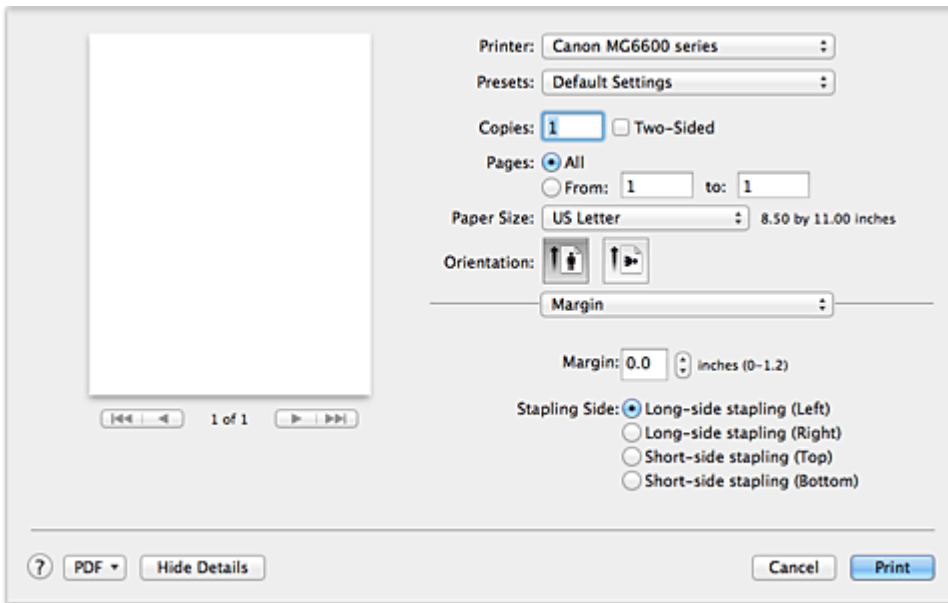 Printer: Canon MG6600 series
Presets: Default Settings
Copies: 1 Two-Sided
Pages: All
From: 1 to: 1
Paper Size: US Letter 8.50 by 11.00 inches
Orientation:
Margin
Margin: 0.0 inches (0-1.2)
1 of 1
Stapling Side: Long-side stapling (Left)
Long-side stapling (Right)
Short-side stapling (Top)
Short-side stapling (Bottom)
? PDF Hide Details Cancel Print